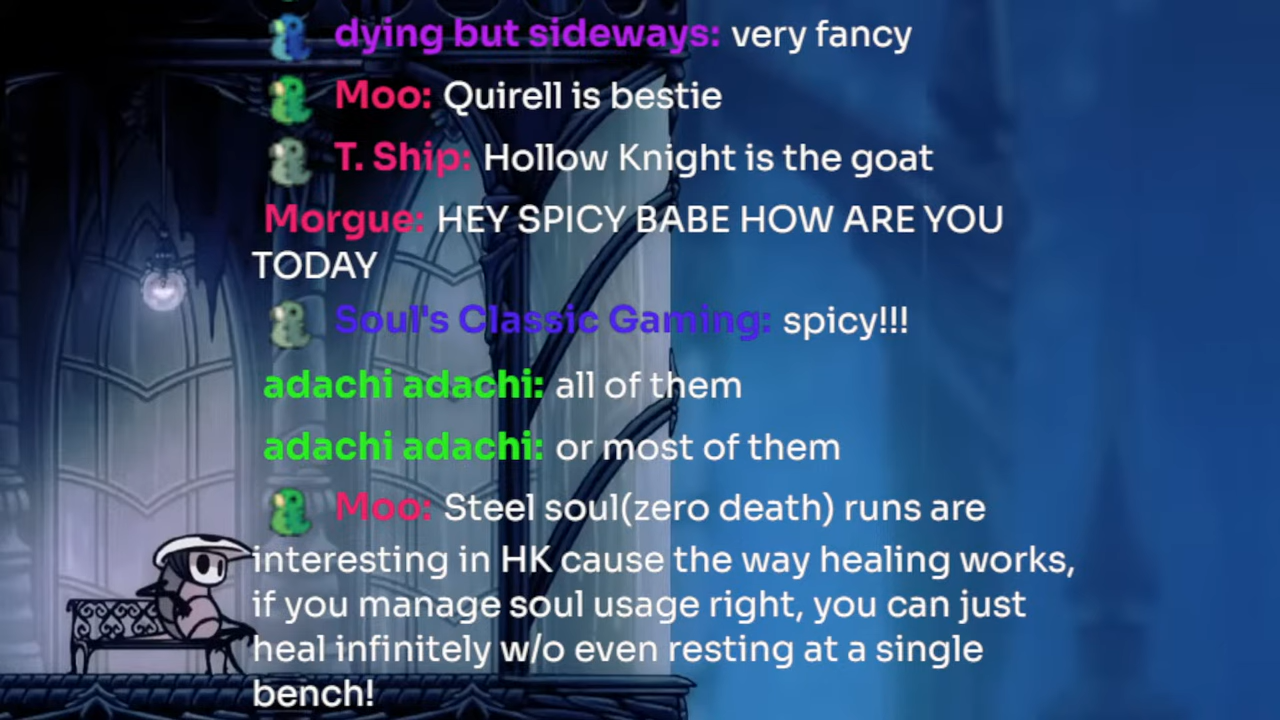 dying but sideways: very fancy
Moo: Quirell is bestie
T. Ship: Hollow Knight is the goat
Morgue: HEY SPICY BABE HOW ARE YOU
TODAY
Soul's Classic Gaming: spicy!!!
adachi adachi: all of them
adachi adachi: or most of them
Moo: Steel soul(zero death) runs are
interesting in HK cause the way healing works,
if you manage soul usage right, you can just
heal infinitely w/o even resting at a single
bench!